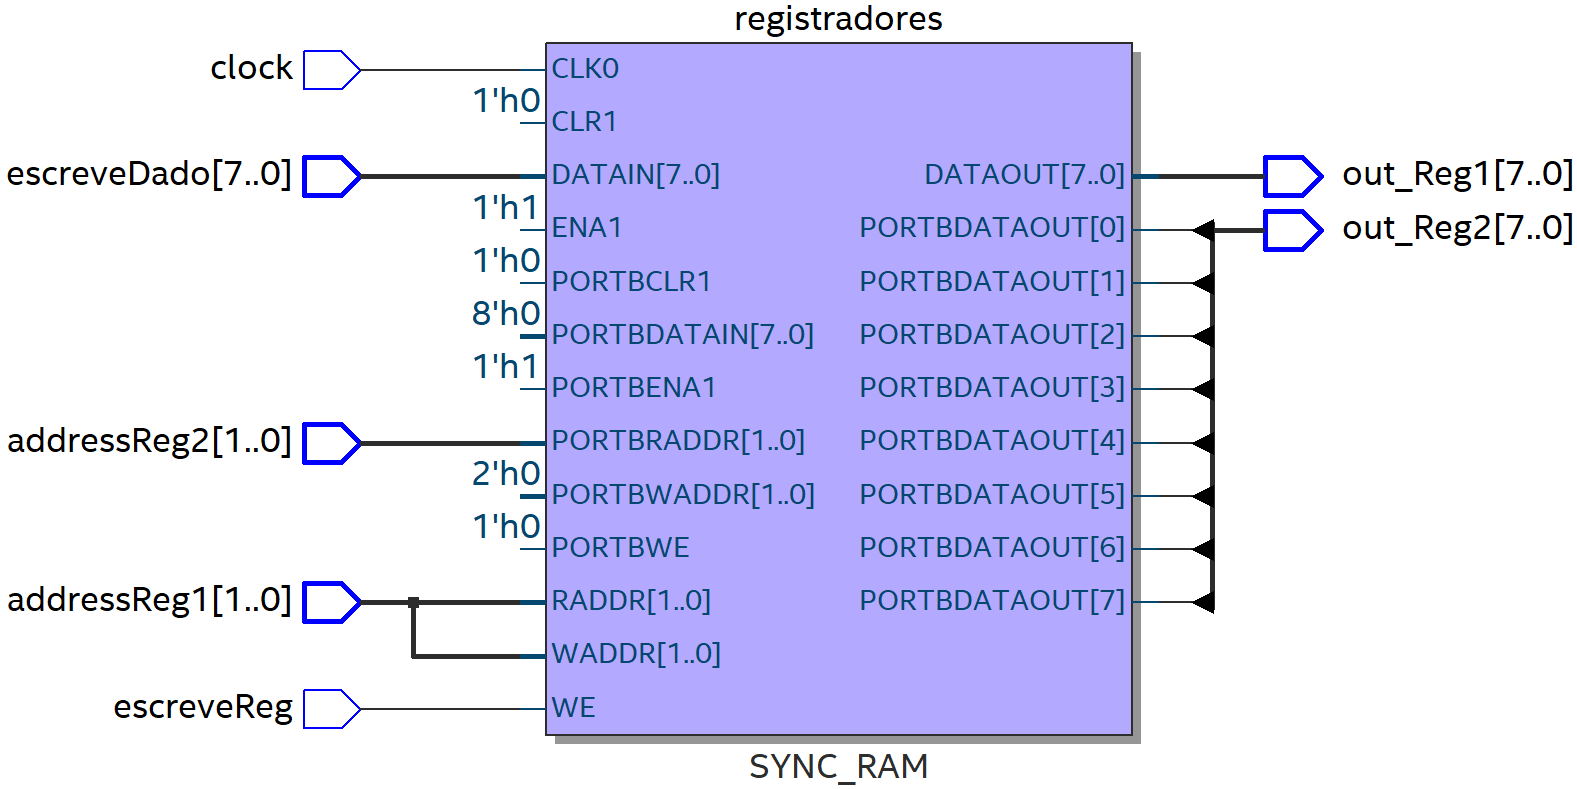 registradores
clock
CLK0
1'h0
CLR1
escreveDado[7..0]
DATAIN[7..0]
DATAOUT[7..0]
out_Reg1[7..0]
1'h1
ENA1
PORTBDATAOUT[0]
out_Reg2[7..0]
1'h0
PORTBCLR1
PORTBDATAOUT[1]
8'h0
PORTBDATAIN[7..0]
PORTBDATAOUT[2]
1'h1
PORTBENA1
PORTBDATAOUT[3]
addressReg2[1..0]
PORTBRADDR[1..0]
PORTBDATAOUT[4]
2'h0
PORTBWADDR[1..0]
PORTBDATAOUT[5]
1'h0
PORTBWE
PORTBDATAOUT[6]
addressReg1[1..0]
RADDR[1..0]
PORTBDATAOUT[7]
WADDR[1..0]
escreveReg
WE
SYNC_RAM